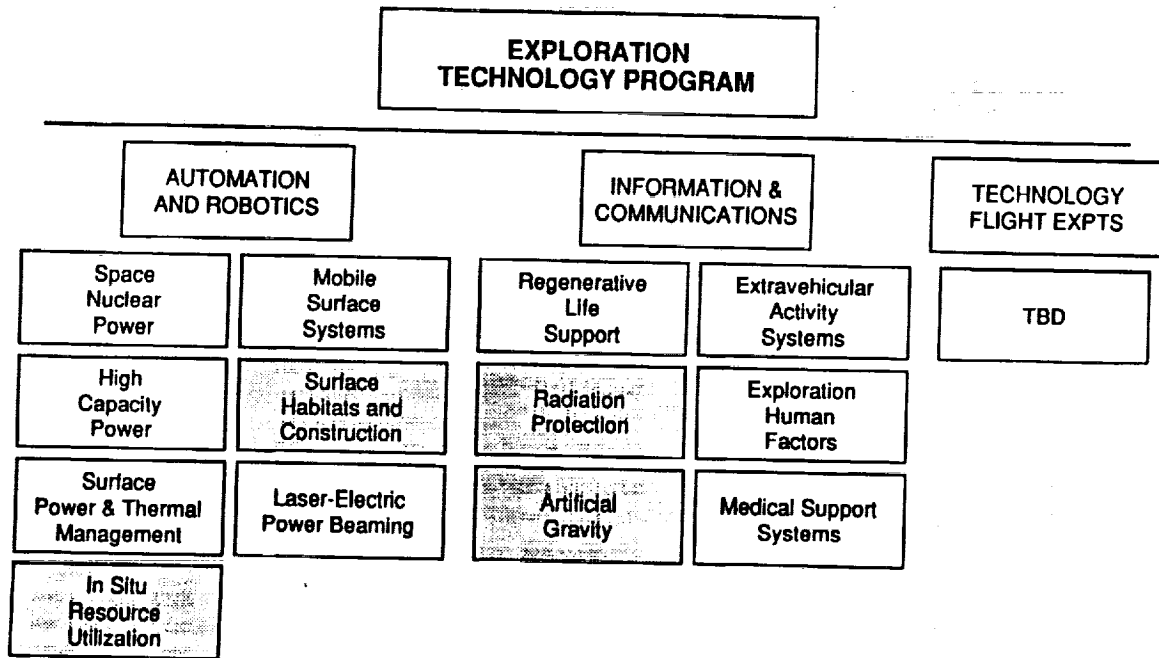 EXPLORATION
TECHNOLOGY PROGRAM
AUTOMATION
AND ROBOTICS
INFORMATION &
COMMUNICATIONS
TECHNOLOGY
FLIGHT EXPTS
Space
Nuclear
Power
Mobile
Surface
Systems
Regenerative
Life
Support
Extravehicular
Activity
Systems
TBD
High
Capacity
Power
Surface
Habitats and
Construction
Radiation
Protection
Exploration
Human
Factors
Surface
Power & Thermal
Management
Laser-Electric
Power Beaming
Artificial
Gravity
Medical Support
Systems
In Situ
Resource
Utilization